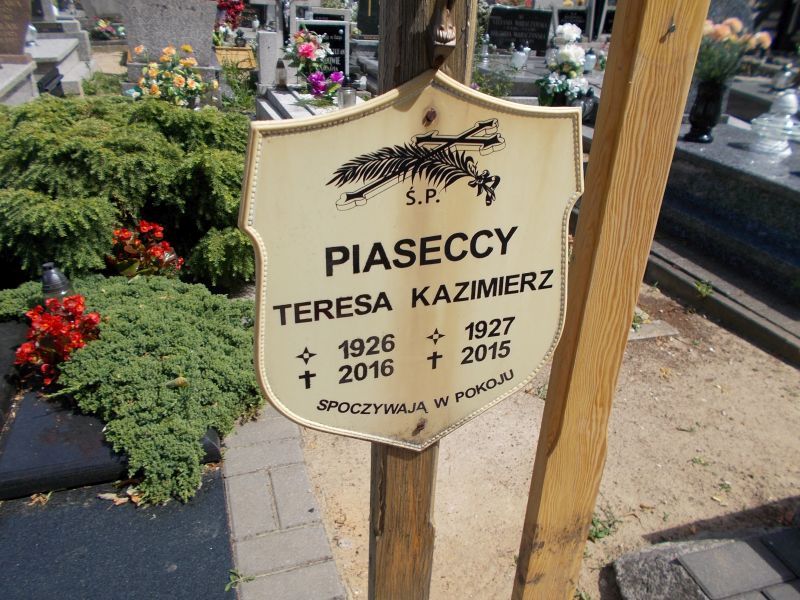 Ś.P.
PIASECCY
TERESA KAZIMIERZ
1926 1927
2016 2015
SPOCZYWAJĄ W POKOJU